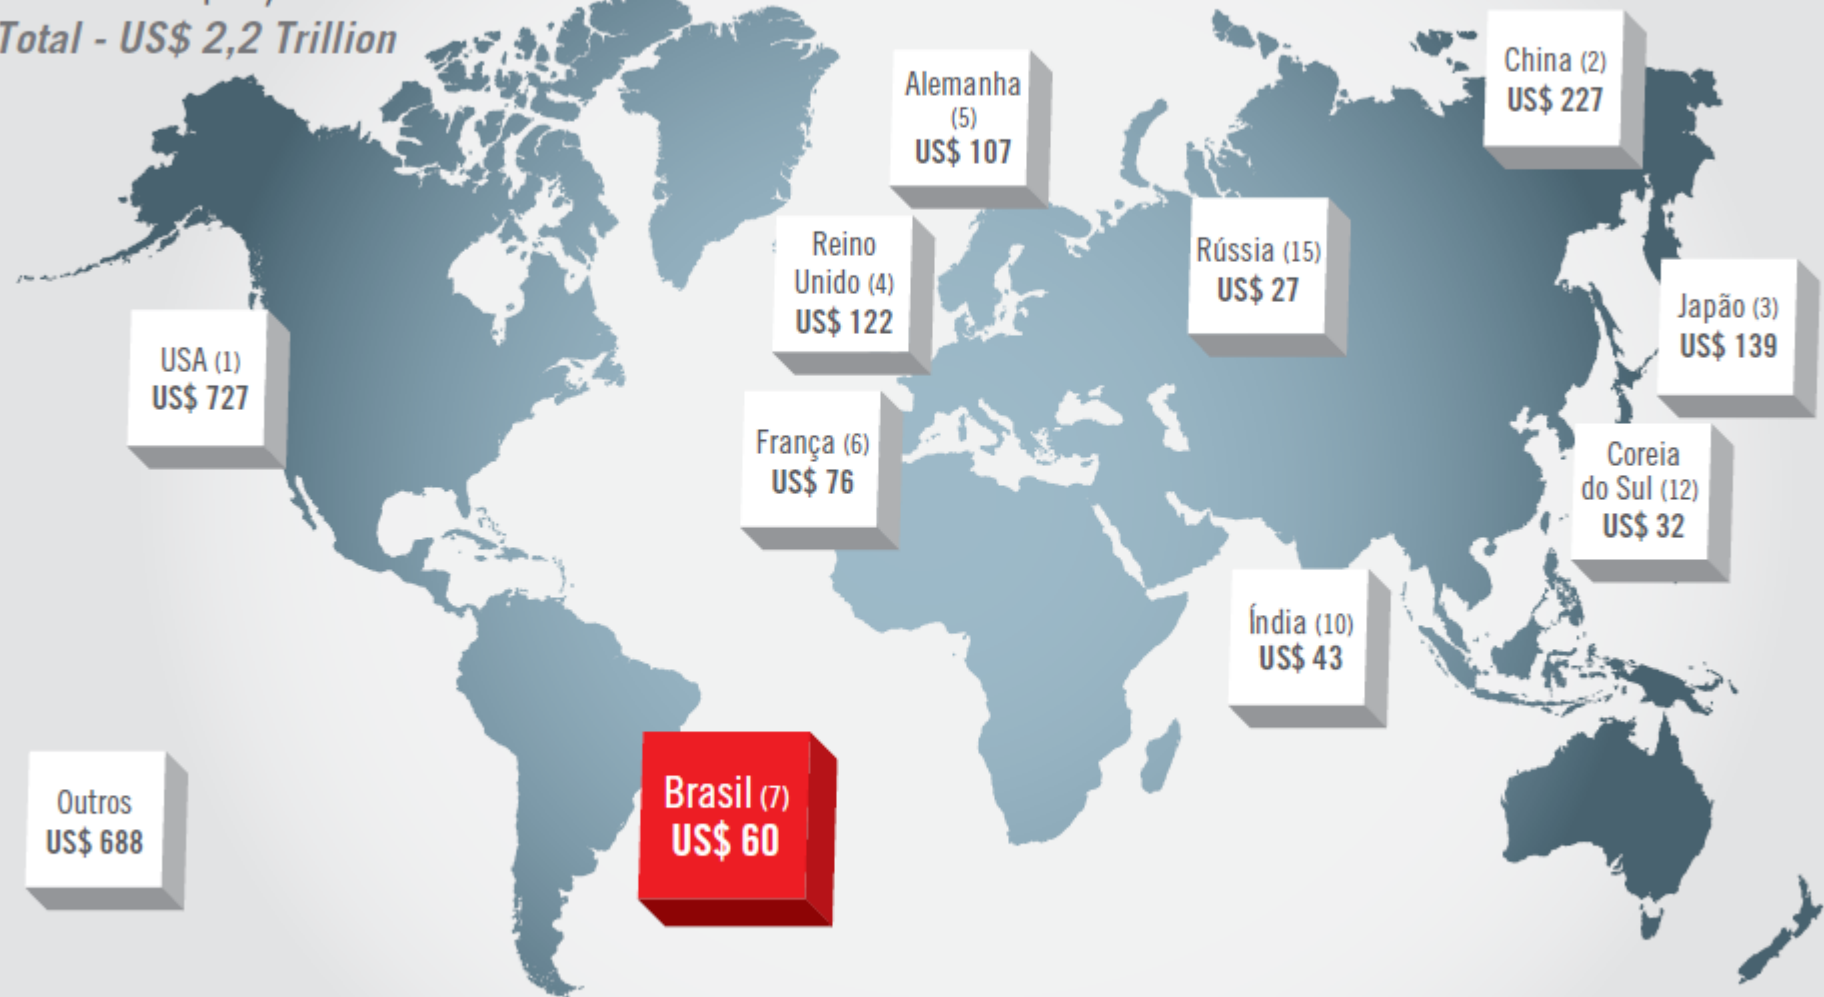 Total - US$ 2,2 Trillion
China (2)
US$ 227
Alemanha
(5)
US$ 107
Reino
Unido (4)
US$ 122
Rússia (15)
US$ 27
Japão (3)
US$ 139
USA (1)
US$ 727
França (6)
US$ 76
Coreia
do Sul (12)
US$ 32
Índia (10)
US$ 43
Brasil (7)
US$ 60
Outros
US$ 688